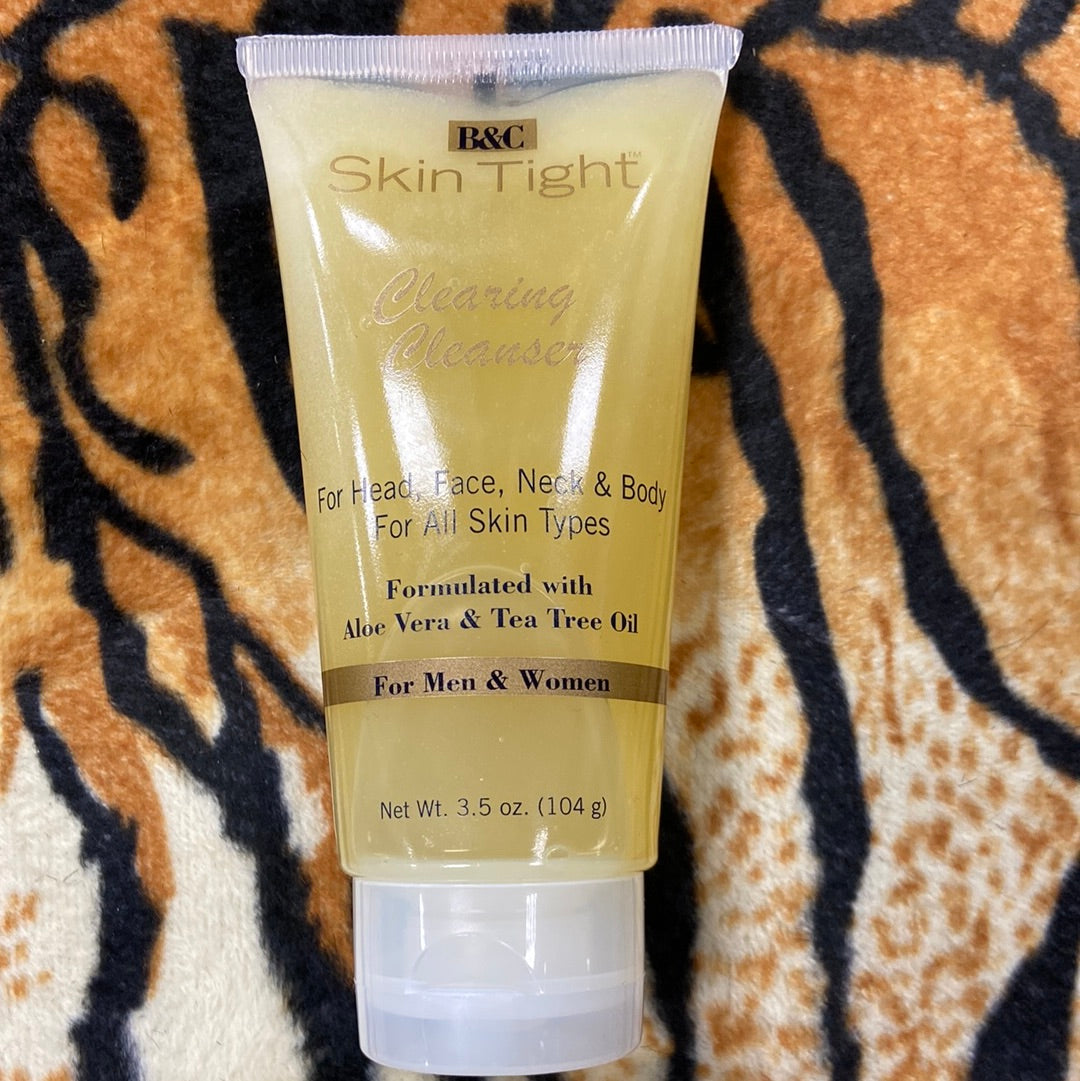 B&C
Skin Tight™
Clearing
Cleanser
For Head, Face, Neck & Body
For All Skin Types
Formulated with
Aloe Vera & Tea Tree Oil
For Men & Women
Net Wt. 3.5 oz. (104 g)